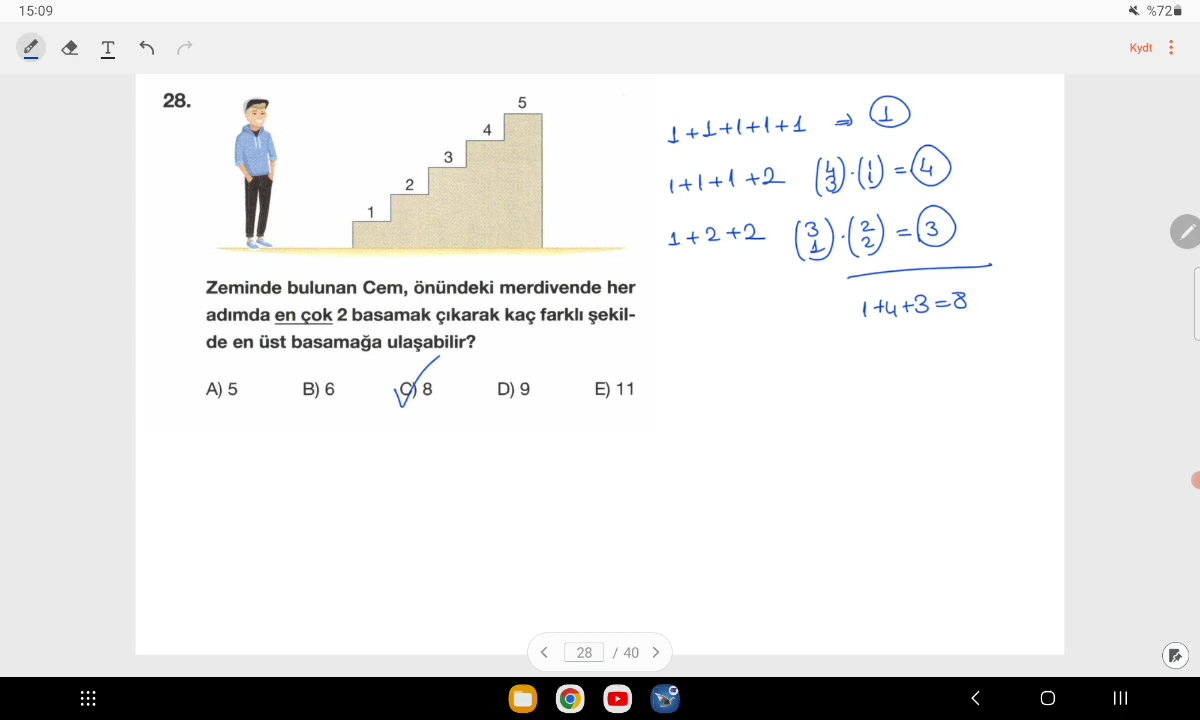 15:09
%72
T
Kydt
28.
5
4
3
2
1
Zeminde bulunan Cem, önündeki merdivende her
adımda en çok 2 basamak çıkarak kaç farklı şekil-
de en üst basamağa ulaşabilir?
A) 5 B) 6 C) 8 D) 9 E) 11
1+1+1+1+1 ⇒ 1
1+1+1+2 (4 3)·(1 1) = 4
1+2+2 (3 1)·(2 2) = 3
1+4+3=8
28 / 40